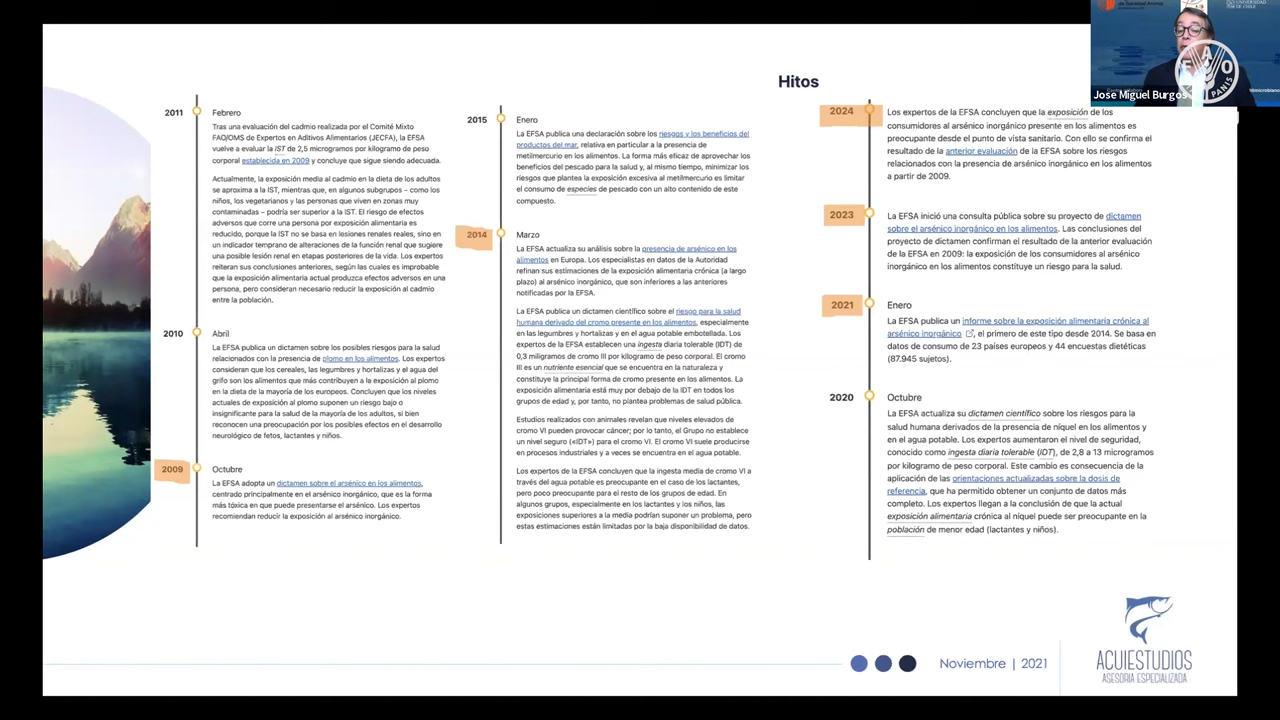 Hitos
2011
Febrero
Tras una evaluación del cadmio realizada por el Comité Mixto
FAO/OMS de Expertos en Aditivos Alimentarios (JECFA), la EFSA
vuelve a evaluar la IST de 2,5 microgramos por kilogramo de peso
corporal establecida en 2009 y concluye que sigue siendo adecuada.
Actualmente, la exposición media al cadmio en la dieta de los adultos
se aproxima a la IST, mientras que, en algunos subgrupos – como los
niños, los vegetarianos y las personas que viven en zonas muy
contaminadas – podría ser superior a la IST. El riesgo de efectos
adversos que corre una persona por exposición alimentaria es
reducido, porque la IST no se basa en lesiones renales reales, sino en
un indicador temprano de alteraciones de la función renal que sugiere
una posible lesión renal en etapas posteriores de la vida. Los expertos
reiteran sus conclusiones anteriores, según las cuales es improbable
que la exposición alimentaria actual produzca efectos adversos en una
persona, pero consideran necesario reducir la exposición al cadmio
entre la población.
2010
Abril
La EFSA publica un dictamen sobre los posibles riesgos para la salud
relacionados con la presencia de plomo en los alimentos. Los expertos
consideran que los cereales, las legumbres y hortalizas y el agua del
grifo son los alimentos que más contribuyen a la exposición al plomo
en la dieta de la mayoría de los europeos. Concluyen que los niveles
actuales de exposición al plomo suponen un riesgo bajo o
insignificante para la salud de la mayoría de los adultos, si bien
reconocen una preocupación por los posibles efectos en el desarrollo
neurológico de fetos, lactantes y niños.
2009
Octubre
La EFSA adopta un dictamen sobre el arsénico en los alimentos,
centrado principalmente en el arsénico inorgánico, que es la forma
más tóxica en que puede presentarse el arsénico. Los expertos
recomiendan reducir la exposición al arsénico inorgánico.
2015
Enero
La EFSA publica una declaración sobre los riesgos y los beneficios del
productos del mar, relativa en particular a la presencia de
metilmercurio en los alimentos. La forma más eficaz de aprovechar los
beneficios del pescado para la salud y, al mismo tiempo, minimizar los
riesgos que plantea la exposición excesiva al metilmercurio es limitar
el consumo de especies de pescado con un alto contenido de este
compuesto.
2014
Marzo
La EFSA actualiza su análisis sobre la presencia de arsénico en los
alimentos en Europa. Los especialistas en datos de la Autoridad
refinan sus estimaciones de la exposición alimentaria crónica (a largo
plazo) al arsénico inorgánico, que son inferiores a las anteriores
notificadas por la EFSA.
La EFSA publica un dictamen científico sobre el riesgo para la salud
humana derivado del cromo presente en los alimentos, especialmente
en las legumbres y hortalizas y en el agua potable embotellada. Los
expertos de la EFSA establecen una ingesta diaria tolerable (IDT) de
0,3 miligramos de cromo III por kilogramo de peso corporal. El cromo
III es un nutriente esencial que se encuentra en la naturaleza y
constituye la principal forma de cromo presente en los alimentos. La
exposición alimentaria está muy por debajo de la IDT en todos los
grupos de edad y, por tanto, no plantea problemas de salud pública.
Estudios realizados con animales revelan que niveles elevados de
cromo VI pueden provocar cáncer; por lo tanto, el Grupo no establece
un nivel seguro («IDT») para el cromo VI. El cromo VI suele producirse
en procesos industriales y a veces se encuentra en el agua potable.
Los expertos de la EFSA concluyen que la ingesta media de cromo VI a
través del agua potable es preocupante en el caso de los lactantes,
pero poco preocupante para el resto de los grupos de edad. En
algunos grupos, especialmente en los lactantes y los niños, las
exposiciones superiores a la media podrían suponer un problema, pero
estas estimaciones están limitadas por la baja disponibilidad de datos.
2024
Los expertos de la EFSA concluyen que la exposición de los
consumidores al arsénico inorgánico presente en los alimentos es
preocupante desde el punto de vista sanitario. Con ello se confirma el
resultado de la anterior evaluación de la EFSA sobre los riesgos
relacionados con la presencia de arsénico inorgánico en los alimentos
a partir de 2009.
2023
La EFSA inició una consulta pública sobre su proyecto de dictamen
sobre el arsénico inorgánico en los alimentos. Las conclusiones del
proyecto de dictamen confirman el resultado de la anterior evaluación
de la EFSA en 2009: la exposición de los consumidores al arsénico
inorgánico en los alimentos constituye un riesgo para la salud.
2021
Enero
La EFSA publica un informe sobre la exposición alimentaria crónica al
arsénico inorgánico, el primero de este tipo desde 2014. Se basa en
datos de consumo de 23 países europeos y 44 encuestas dietéticas
(87.945 sujetos).
2020
Octubre
La EFSA actualiza su dictamen científico sobre los riesgos para la
salud humana derivados de la presencia de níquel en los alimentos y
en el agua potable. Los expertos aumentaron el nivel de seguridad,
conocido como ingesta diaria tolerable (IDT), de 2,8 a 13 microgramos
por kilogramo de peso corporal. Este cambio es consecuencia de la
aplicación de las orientaciones actualizadas sobre la dosis de
referencia, que ha permitido obtener un conjunto de datos más
completo. Los expertos llegan a la conclusión de que la actual
exposición alimentaria crónica al níquel puede ser preocupante en la
población de menor edad (lactantes y niños).
Noviembre | 2021
ACUIESTUDIOS
ASESORIA ESPECIALIZADA
de Sanidad Animal
UNIVERSIDAD
DE CHILE
FAO
PANIS
José Miguel Burgos